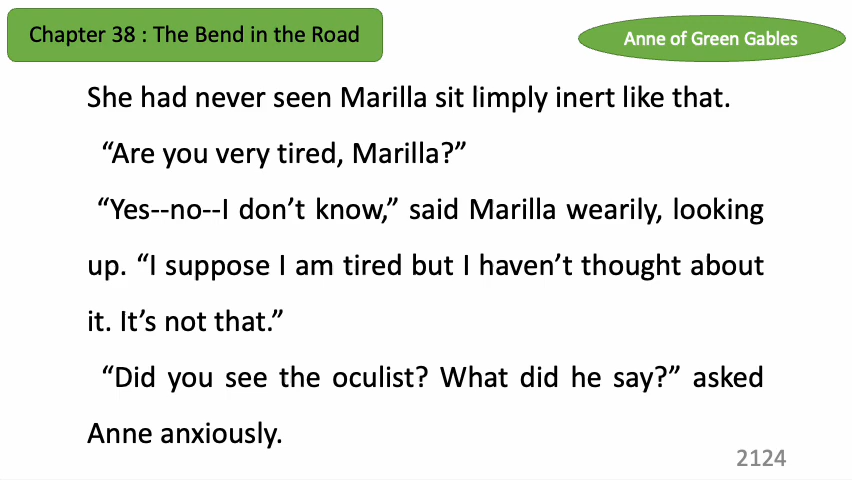 Chapter 38 : The Bend in the Road
Anne of Green Gables
She had never seen Marilla sit limply inert like that.
“Are you very tired, Marilla?”
“Yes--no--I don’t know,” said Marilla wearily, looking
up. “I suppose I am tired but I haven’t thought about
it. It’s not that.”
“Did you see the oculist? What did he say?” asked
Anne anxiously.
2124